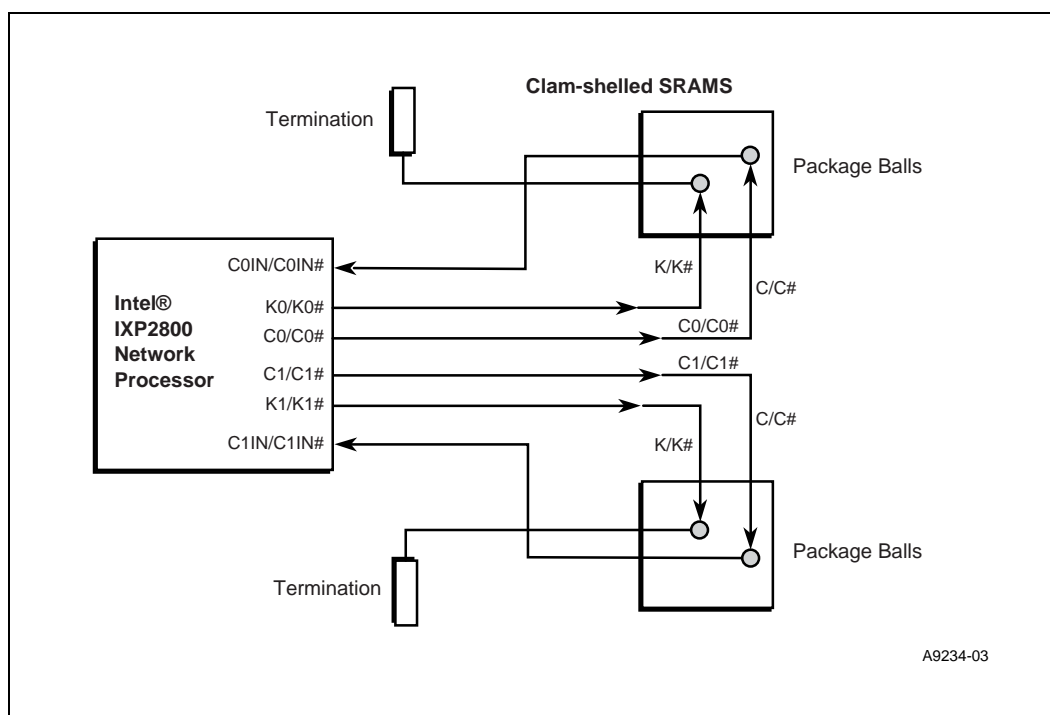 Clam-shelled SRAMS
Termination
Package Balls
C0IN/C0IN#
K/K#
C/C#
Intel®
IXP2800
Network
Processor
K0/K0#
C0/C0#
C0/C0#
C1/C1#
C1/C1#
K1/K1#
C/C#
C1IN/C1IN#
K/K#
Package Balls
Termination
A9234-03